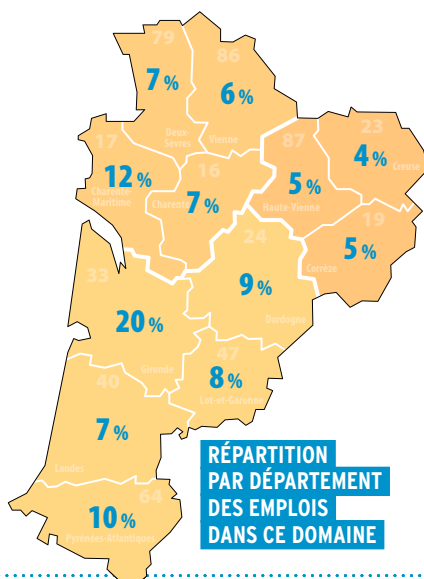 79
7 %
Deux-
Sèvres
86
6 %
Vienne
17
12 %
Charente-
Maritime
16
7 %
Charente
87
5 %
Haute-Vienne
23
4 %
Creuse
19
5 %
Corrèze
24
9 %
Dordogne
33
20 %
Gironde
47
8 %
Lot-et-Garonne
40
7 %
Landes
64
10 %
Pyrénées-Atlantiques
RÉPARTITION
PAR DÉPARTEMENT
DES EMPLOIS
DANS CE DOMAINE